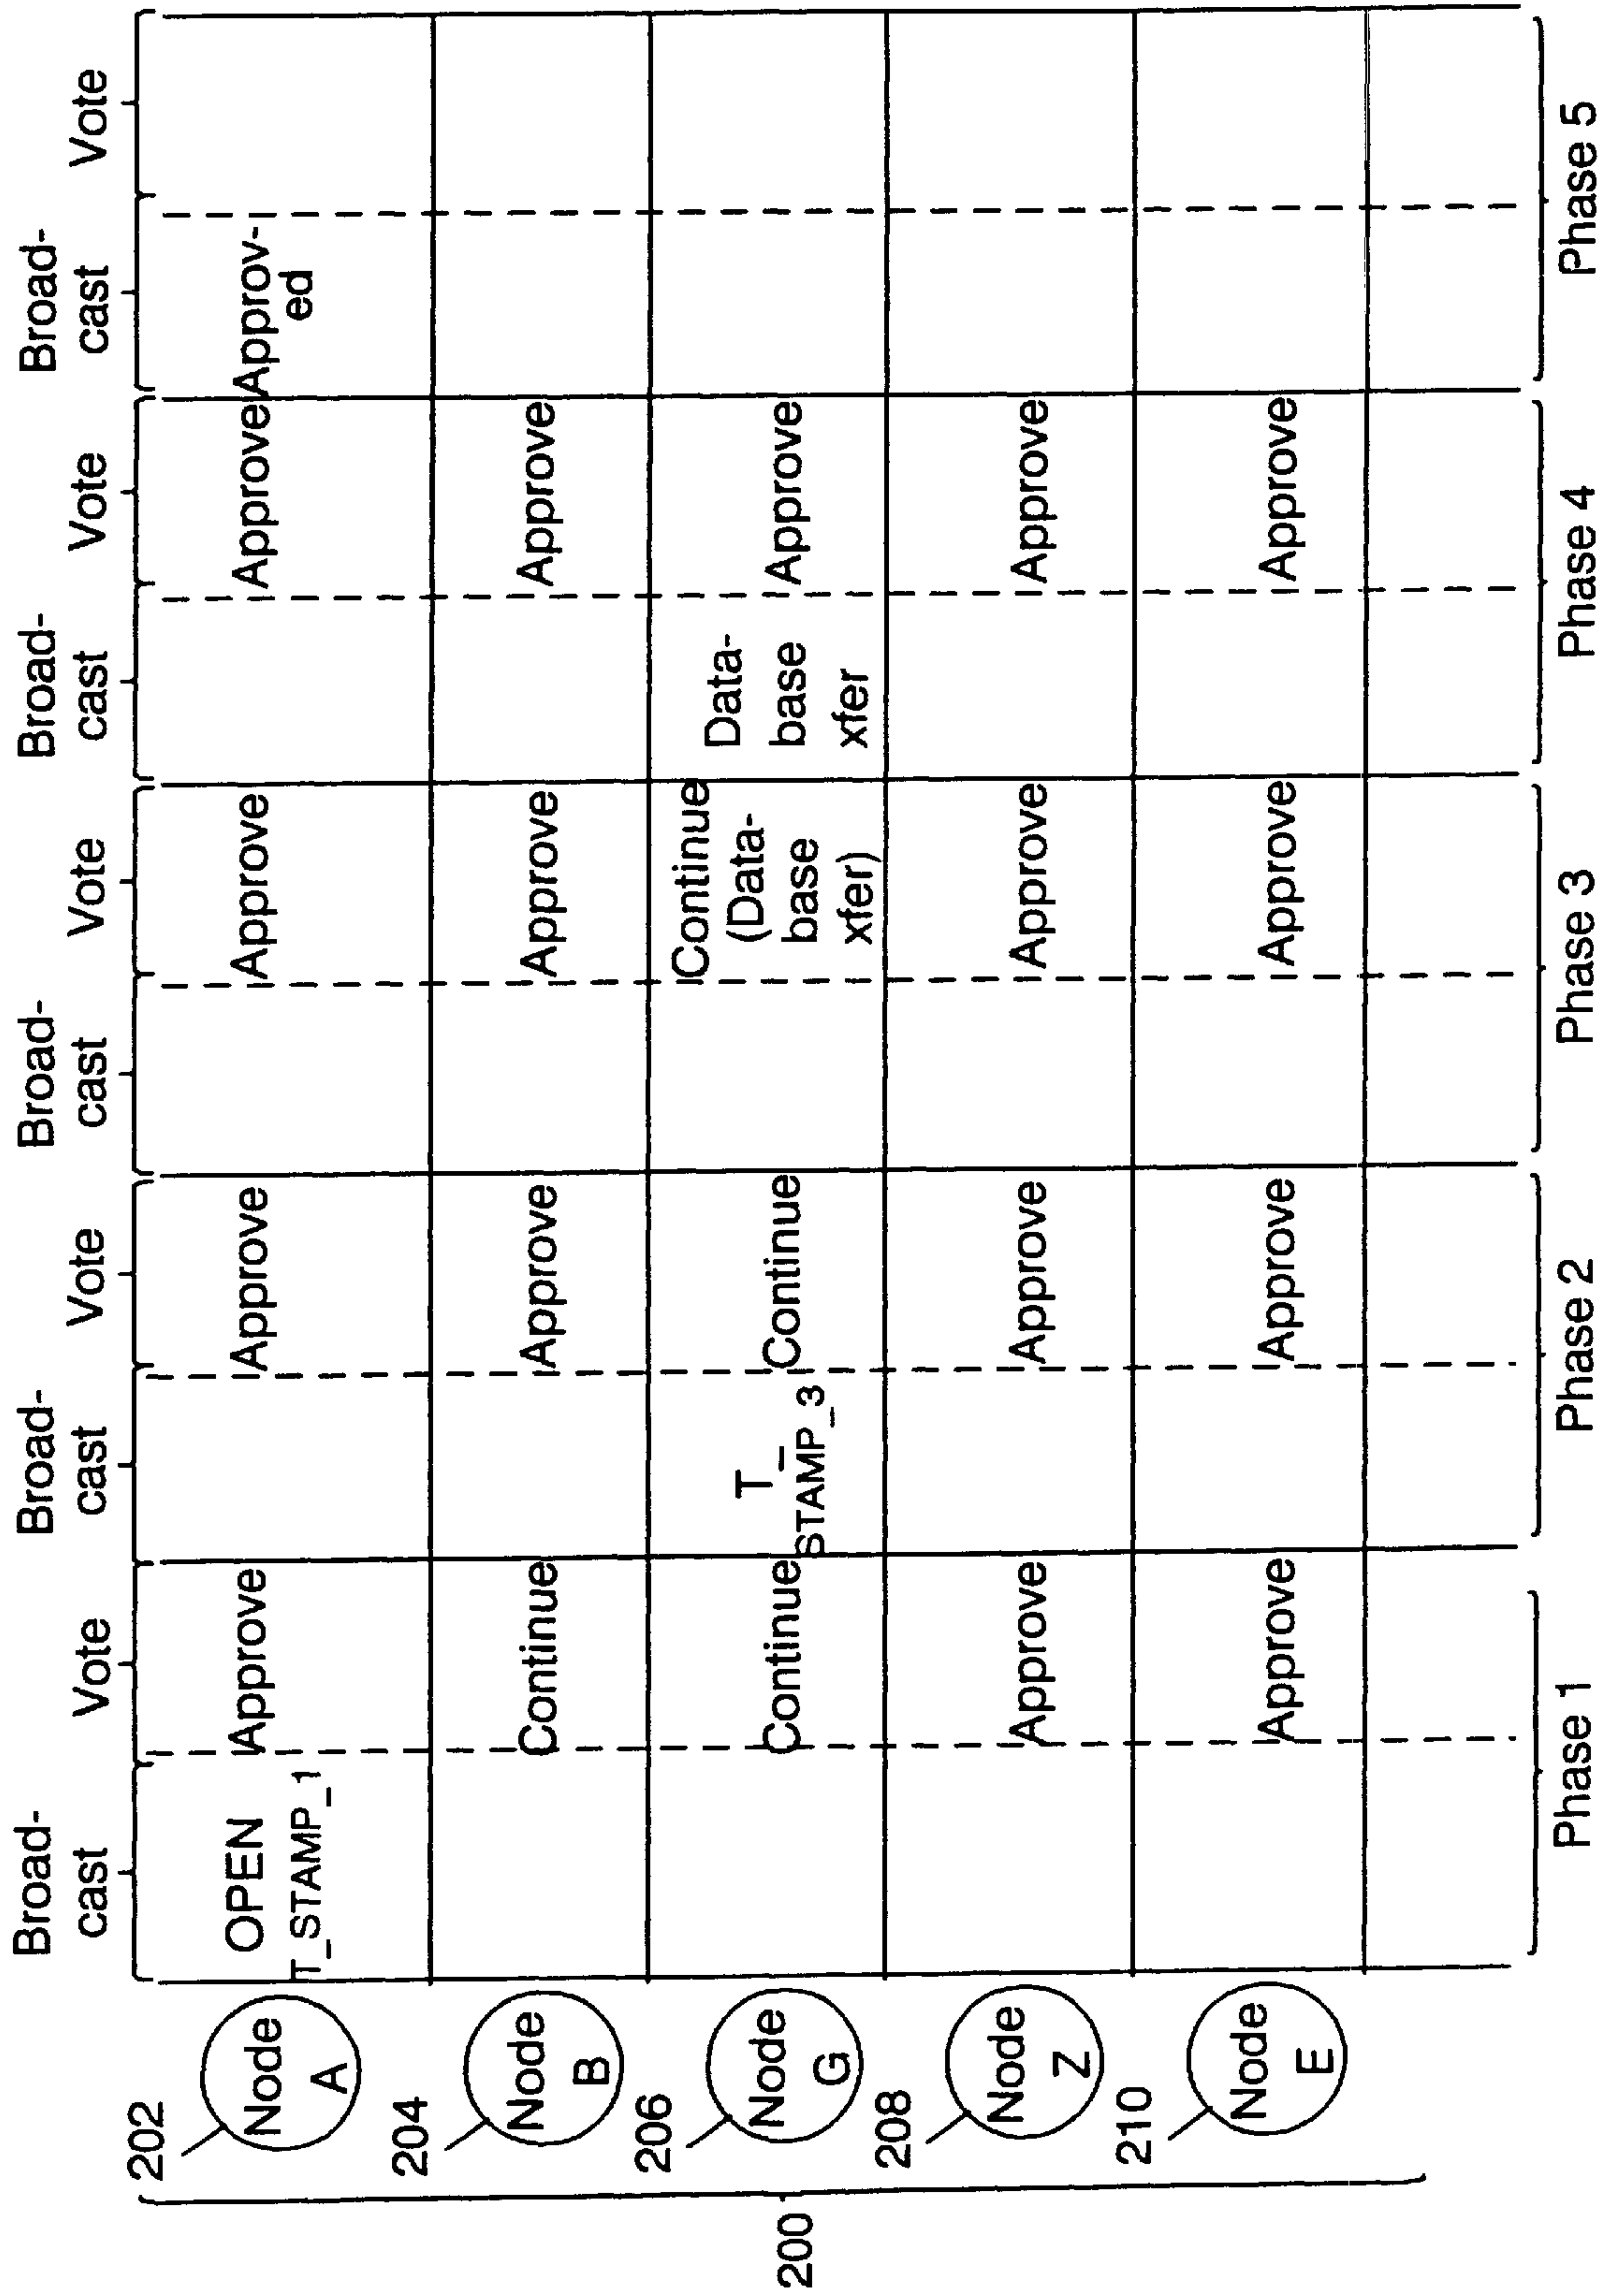 Broad-
cast
Vote
Broad-
cast
Vote
Broad-
cast
Vote
Broad-
cast
Vote
Broad-
cast
Vote
202
Node
A
OPEN
T_STAMP_1
Approve
Approve
Approve
Approve
Approv-
ed
204
Node
B
Continue
Approve
Approve
Approve
206
Node
G
Continue
T_
STAMP_3
Continue
Continue
(Data-
base
xfer)
Data-
base
xfer
Approve
208
Node
Z
Approve
Approve
Approve
Approve
210
Node
E
Approve
Approve
Approve
Approve
200
Phase 1
Phase 2
Phase 3
Phase 4
Phase 5